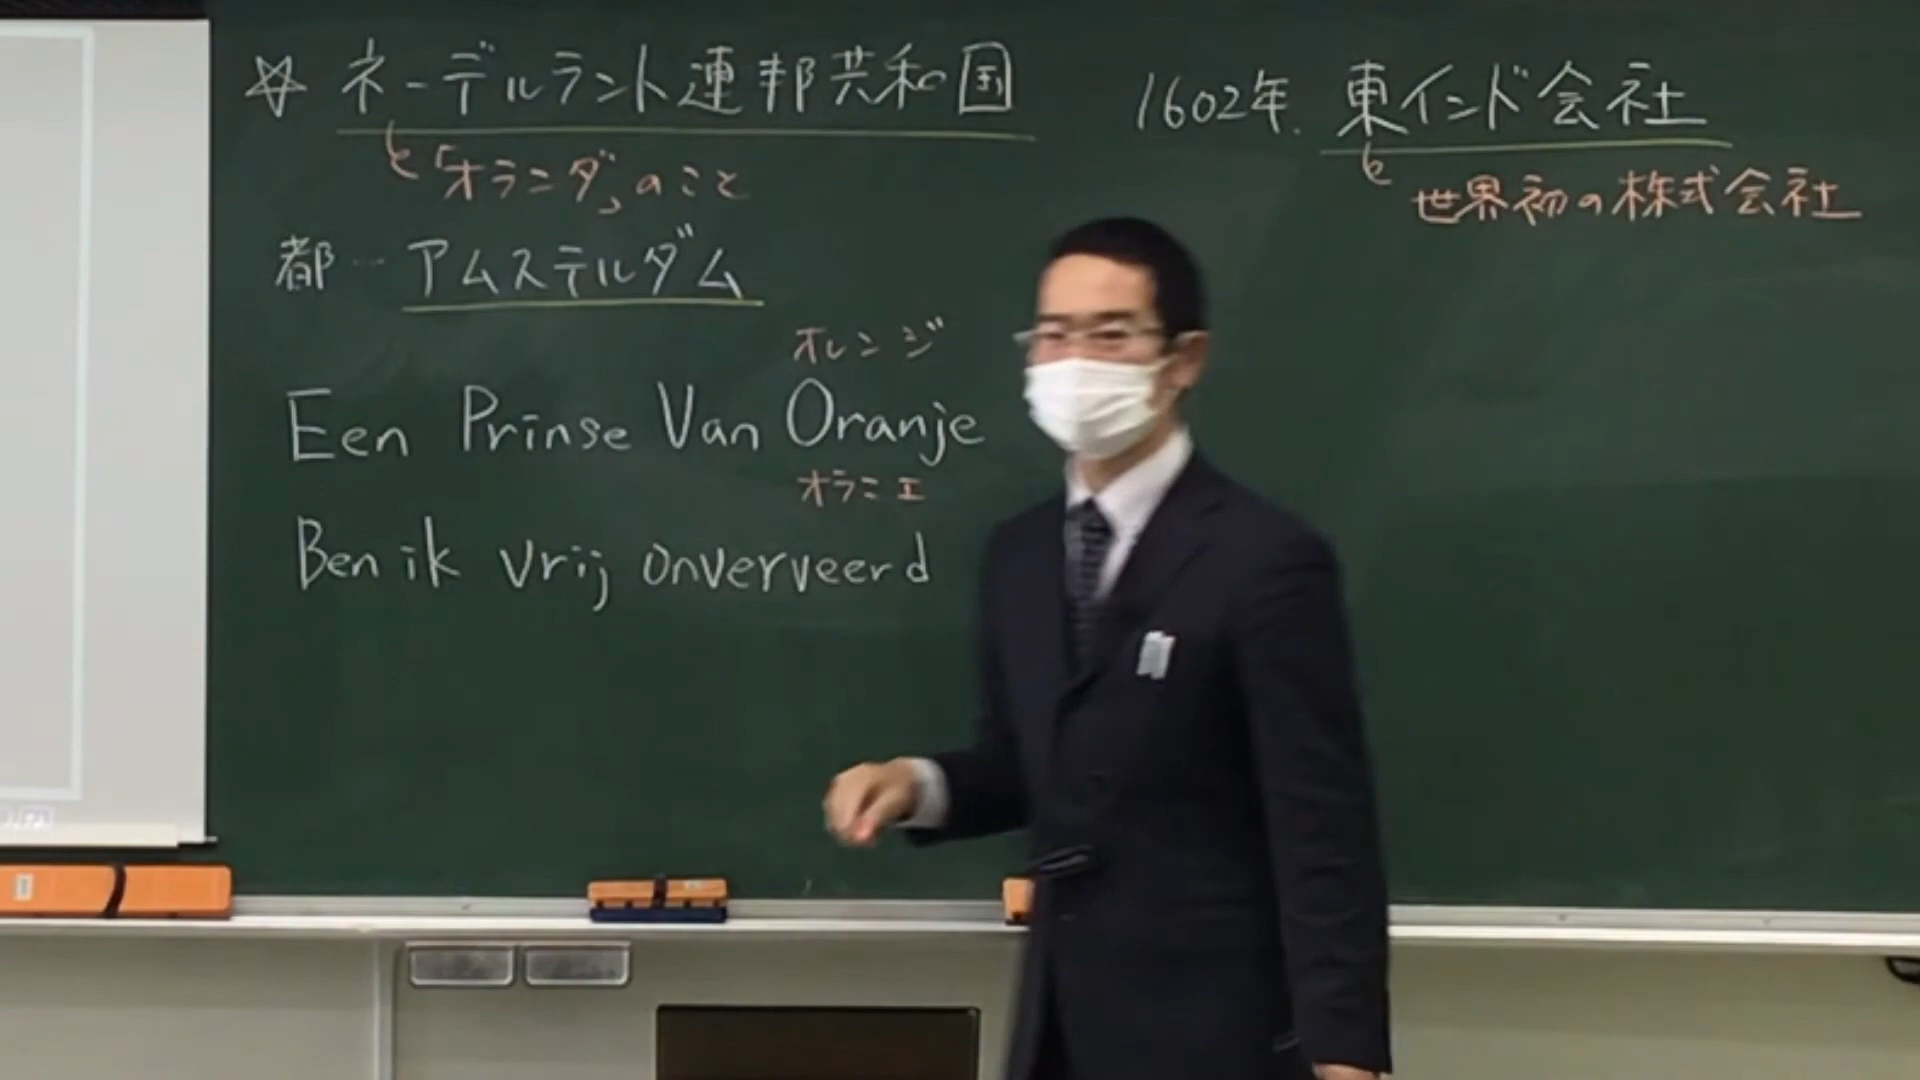 ☆ ネーデルラント連邦共和国
「オランダ」のこと
都…アムステルダム
オレンジ
Een Prinse Van Oranje
オラニエ
Ben ik vrij onverveerd
1602年. 東インド会社
世界初の株式会社